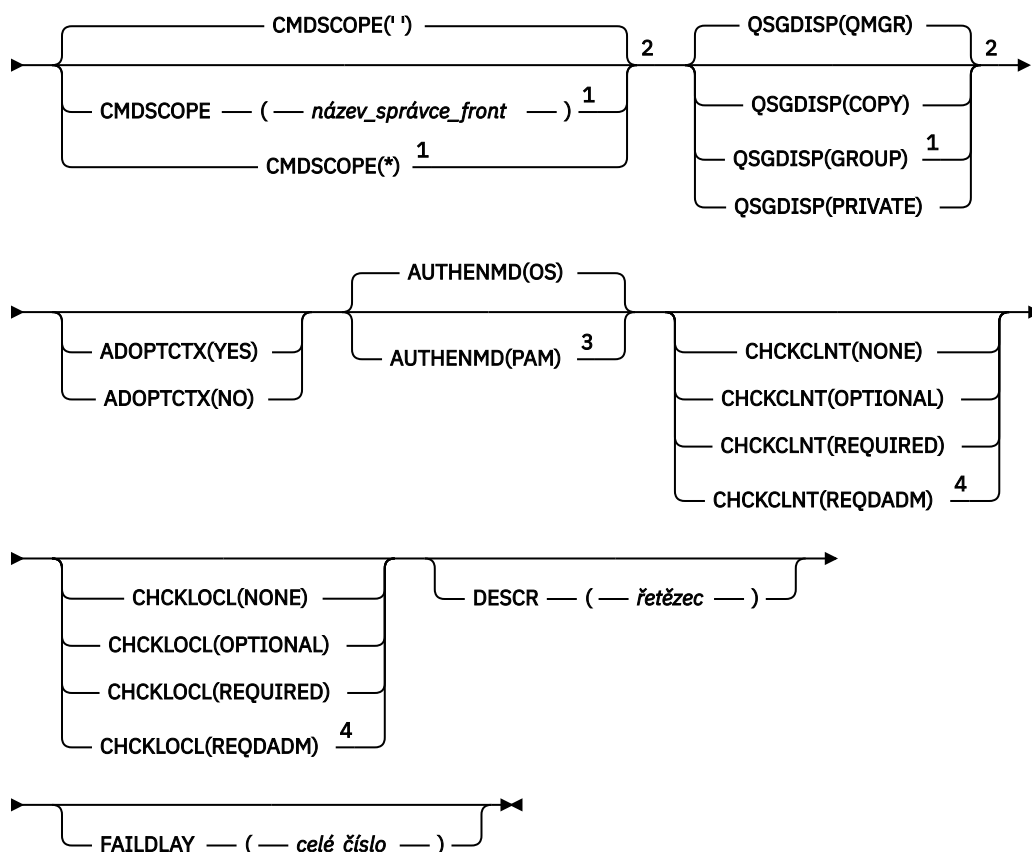 CMDSCOPE(' ') 2
CMDSCOPE ( název_správce_front ) 1
CMDSCOPE(*) 1
QSGDISP(QMGR) 2
QSGDISP(COPY)
QSGDISP(GROUP) 1
QSGDISP(PRIVATE)
ADOPTCTX(YES)
ADOPTCTX(NO)
AUTHENMD(OS)
AUTHENMD(PAM) 3
CHCKCLNT(NONE)
CHCKCLNT(OPTIONAL)
CHCKCLNT(REQUIRED)
CHCKCLNT(REQDADM) 4
CHCKLOCL(NONE)
CHCKLOCL(OPTIONAL)
CHCKLOCL(REQUIRED)
CHCKLOCL(REQDADM) 4
DESCR ( řetězec )
FAILDLAY ( celé číslo )